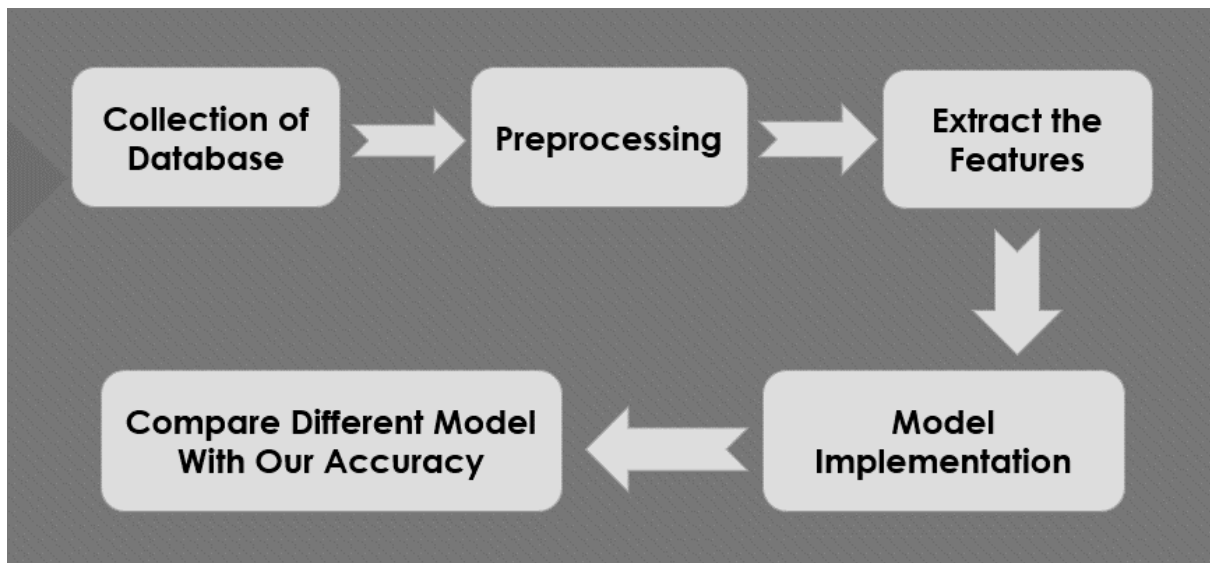 Collection of
Database
Preprocessing
Extract the
Features
Model
Implementation
Compare Different Model
With Our Accuracy